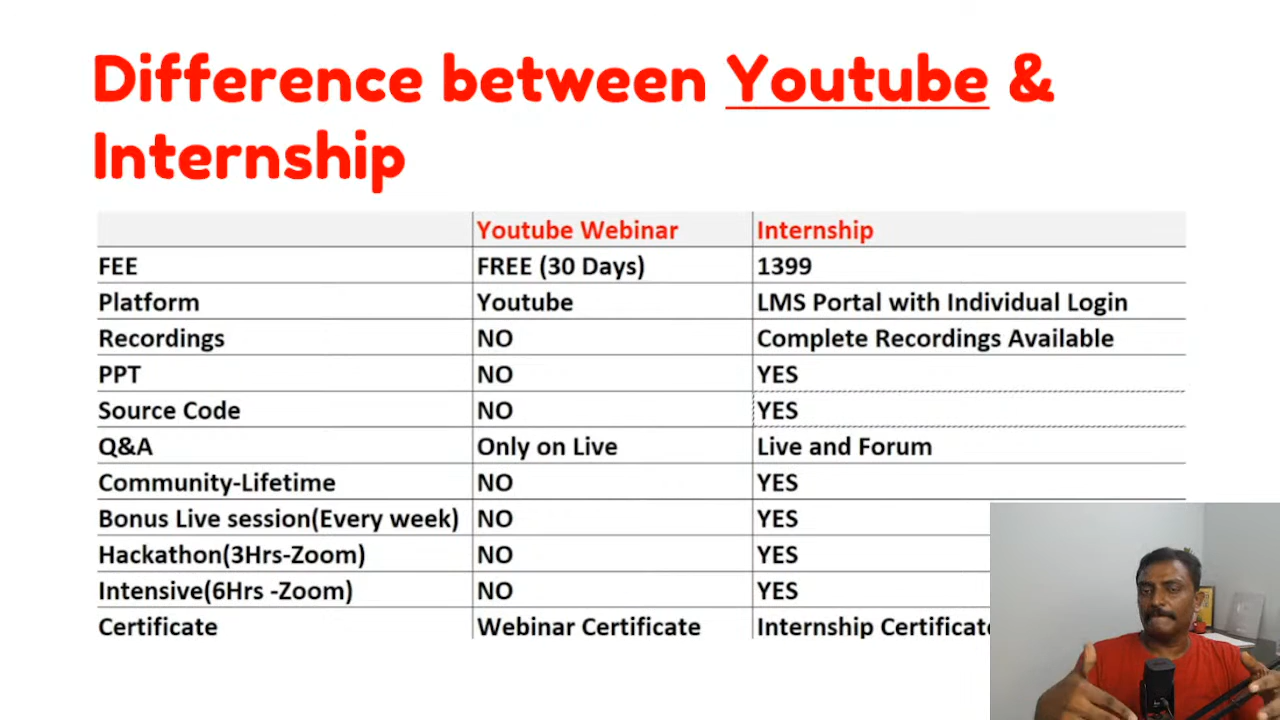 Difference between Youtube &
Internship
Youtube Webinar Internship
FEE FREE (30 Days) 1399
Platform Youtube LMS Portal with Individual Login
Recordings NO Complete Recordings Available
PPT NO YES
Source Code NO YES
Q&A Only on Live Live and Forum
Community-Lifetime NO YES
Bonus Live session(Every week) NO YES
Hackathon(3Hrs-Zoom) NO YES
Intensive(6Hrs -Zoom) NO YES
Certificate Webinar Certificate Internship Certificate